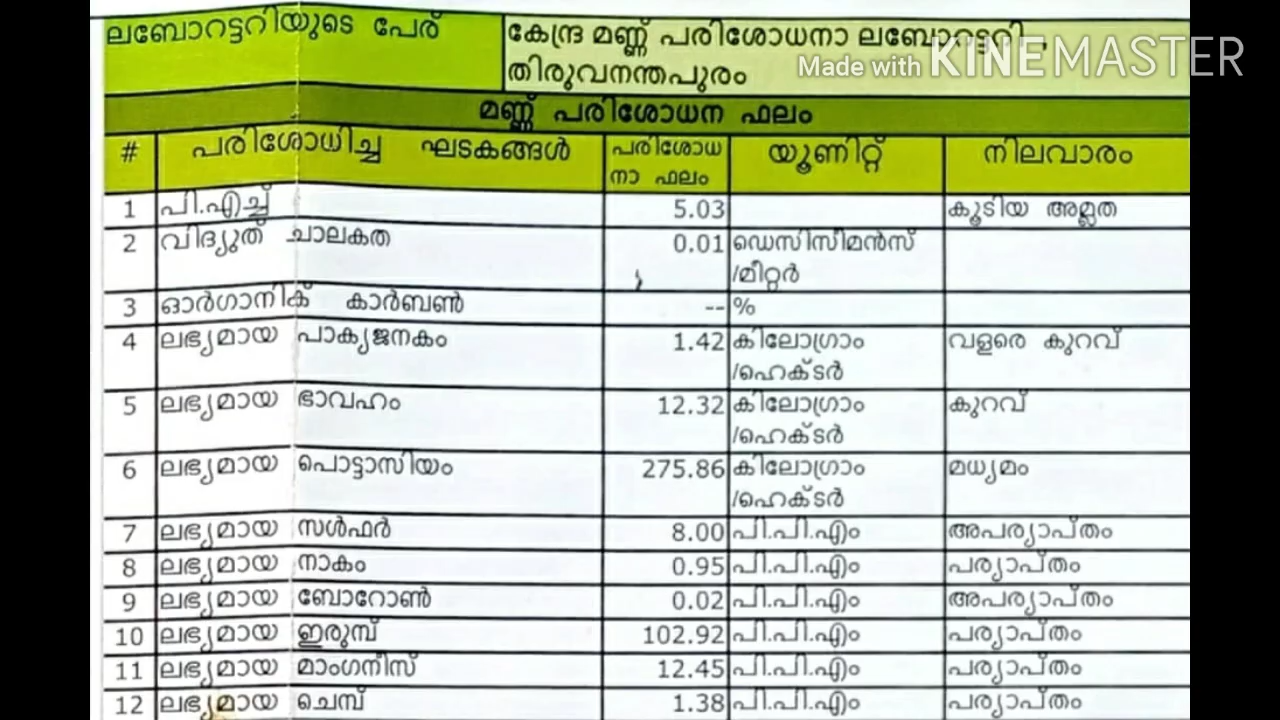 ലബോറട്ടറിയുടെ പേര് കേന്ദ്ര മണ്ണ് പരിശോധനാ ലബോറട്ടറി ,
തിരുവനന്തപുരം
Made with KINEMASTER
മണ്ണ് പരിശോധന ഫലം
# പരിശോധിച്ച ഘടകങ്ങൾ പരിശോധ യൂണിറ്റ് നിലവാരം
നാ ഫലം
1 പി.എച്ച് 5.03 കൂടിയ അമ്ലത
2 വിദ്യുത് ചാലകത 0.01 ഡെസിസീമൻസ്
/മീറ്റർ
3 ഓർഗാനിക് കാർബൺ -- %
4 ലഭ്യമായ പാക്യജനകം 1.42 കിലോഗ്രാം വളരെ കുറവ്
/ഹെക്ടർ
5 ലഭ്യമായ ഭാവഹം 12.32 കിലോഗ്രാം കുറവ്
/ഹെക്ടർ
6 ലഭ്യമായ പൊട്ടാസിയം 275.86 കിലോഗ്രാം മധ്യമം
/ഹെക്ടർ
7 ലഭ്യമായ സൾഫർ 8.00 പി.പി.എം അപര്യാപ്തം
8 ലഭ്യമായ നാകം 0.95 പി.പി.എം പര്യാപ്തം
9 ലഭ്യമായ ബോറോൺ 0.02 പി.പി.എം അപര്യാപ്തം
10 ലഭ്യമായ ഇരുമ്പ് 102.92 പി.പി.എം പര്യാപ്തം
11 ലഭ്യമായ മാംഗനീസ് 12.45 പി.പി.എം പര്യാപ്തം
12 ലഭ്യമായ ചെമ്പ് 1.38 പി.പി.എം പര്യാപ്തം